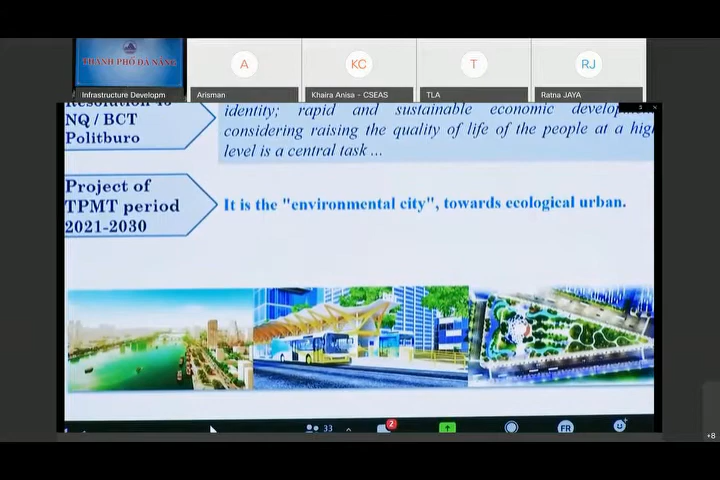 THÀNH PHỐ ĐÀ NẴNG
A
KC
T
RJ
Infrastructure Developm
Arisman
Khaira Anisa - CSEAS
TLA
Ratna JAYA
NQ / BCT
Politburo
identity; rapid and sustainable economic develop
considering raising the quality of life of the people at a high
level is a central task ...
Project of
TPMT period
2021-2030
It is the "environmental city", towards ecological urban.
33
2
FR
+8